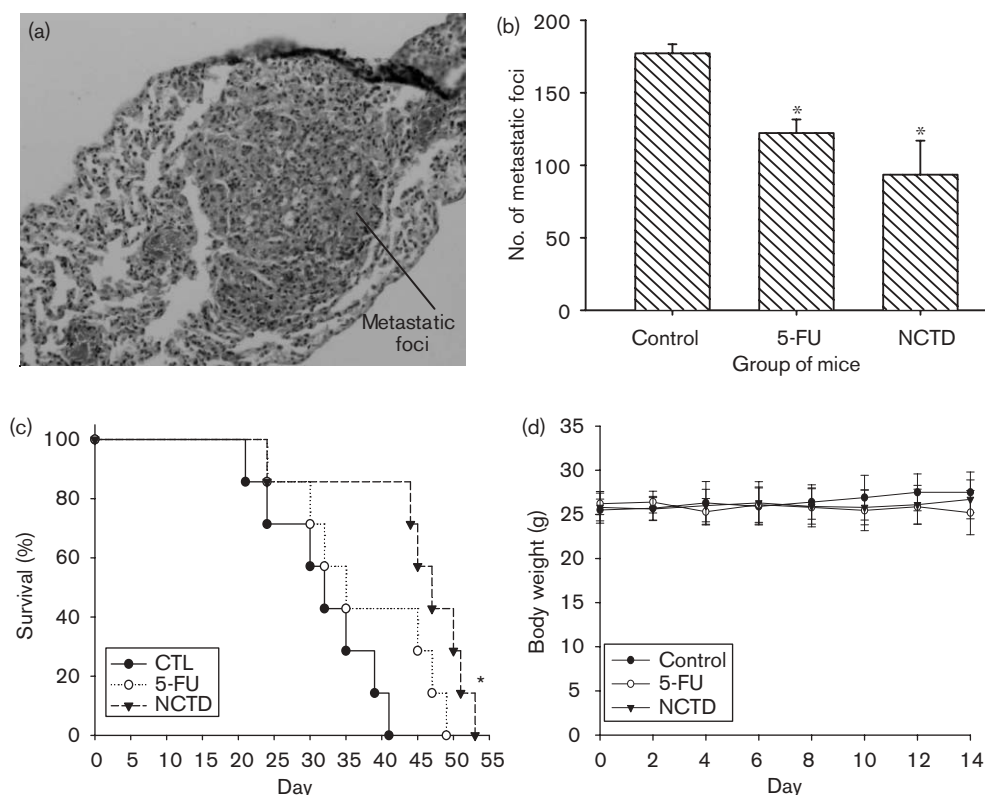 (a)
Metastatic
foci
(b)
No. of metastatic foci
200
150
100
50
0
*
*
Control 5-FU NCTD
Group of mice
(c)
Survival (%)
100
80
60
40
20
0
CTL
5-FU
NCTD
*
0 5 10 15 20 25 30 35 40 45 50 55
Day
(d)
Body weight (g)
35
30
25
20
15
10
5
0
Control
5-FU
NCTD
0 2 4 6 8 10 12 14
Day